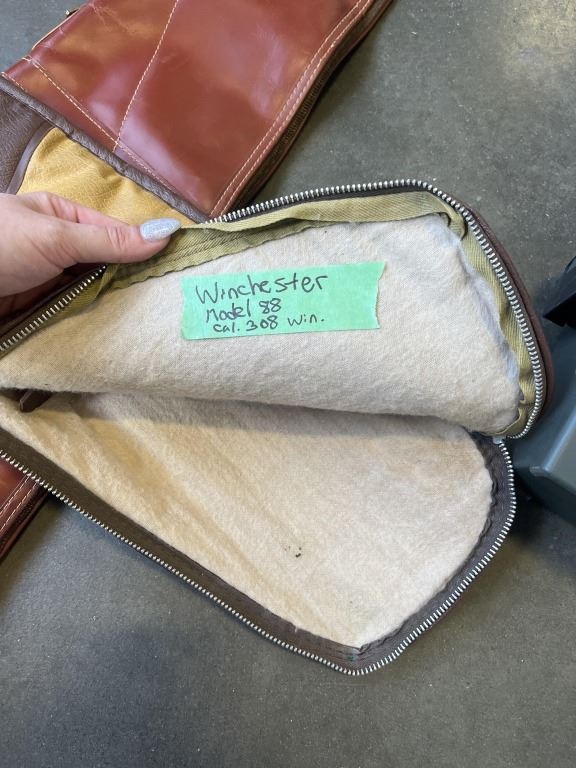 Winchester
Model 88
cal. 308 win.